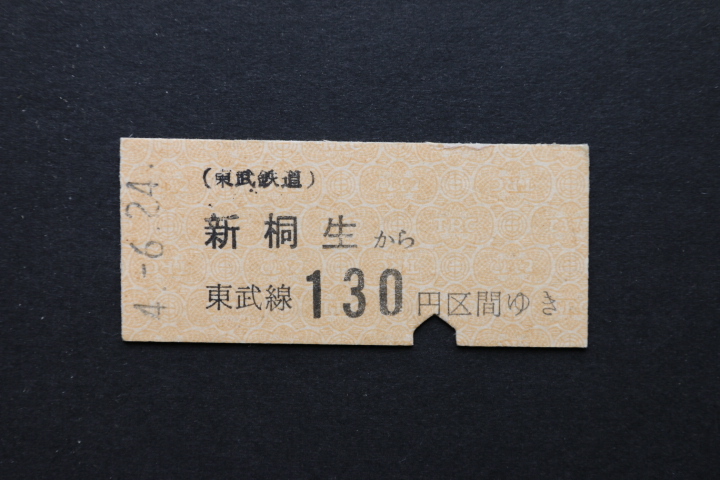 4.-6.24.
(東武鉄道)
新桐生から
東武線130円区間ゆき